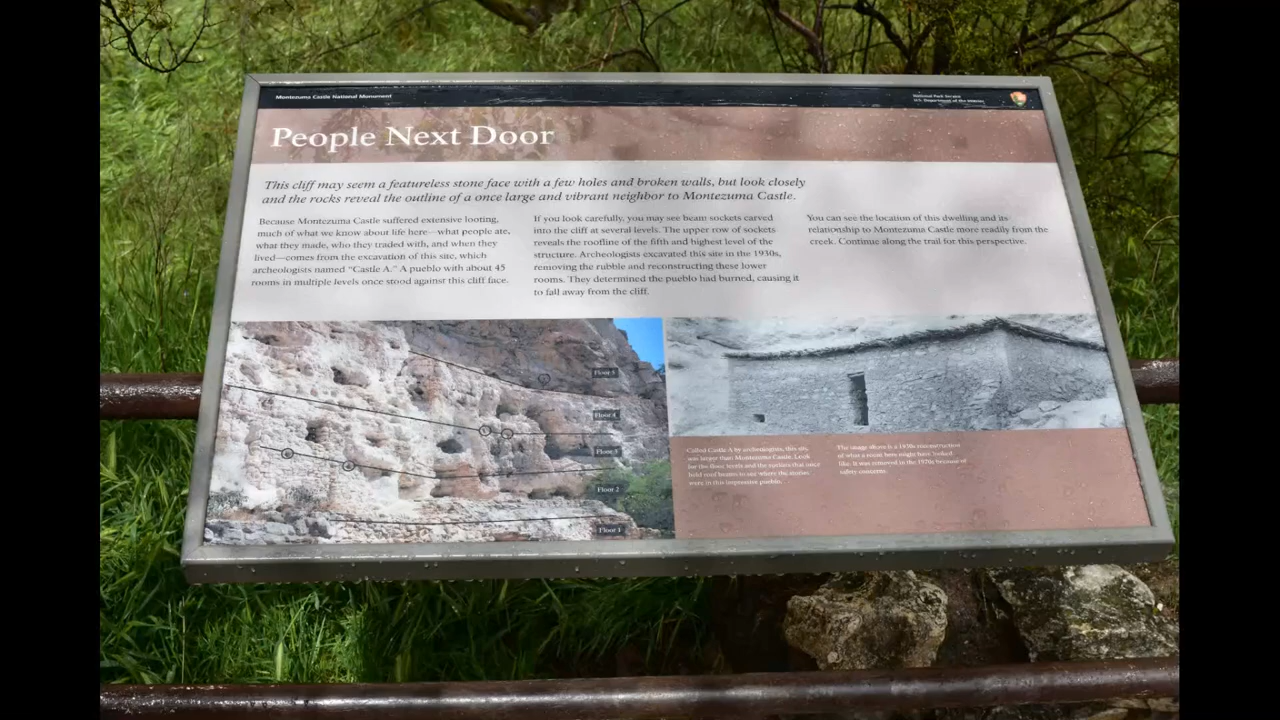 Montezuma Castle National Monument
National Park Service
U.S. Department of the Interior
People Next Door
This cliff may seem a featureless stone face with a few holes and broken walls, but look closely
and the rocks reveal the outline of a once large and vibrant neighbor to Montezuma Castle.
Because Montezuma Castle suffered extensive looting,
much of what we know about life here—what people ate,
what they made, who they traded with, and when they
lived—comes from the excavation of this site, which
archeologists named "Castle A." A pueblo with about 45
rooms in multiple levels once stood against this cliff face.
If you look carefully, you may see beam sockets carved
into the cliff at several levels. The upper row of sockets
reveals the roofline of the fifth and highest level of the
structure. Archeologists excavated this site in the 1930s,
removing the rubble and reconstructing these lower
rooms. They determined the pueblo had burned, causing it
to fall away from the cliff.
You can see the location of this dwelling and its
relationship to Montezuma Castle more readily from the
creek. Continue along the trail for this perspective.
Floor 5
Floor 4
Floor 3
Floor 2
Floor 1
Called Castle A by archeologists, this site
was larger than Montezuma Castle. Look
for the floor levels and the sockets that once
held roof beams to see where the stories
were in this impressive pueblo.
The image above is a 1930s reconstruction
of what a room here might have looked
like. It was removed in the 1970s because of
safety concerns.